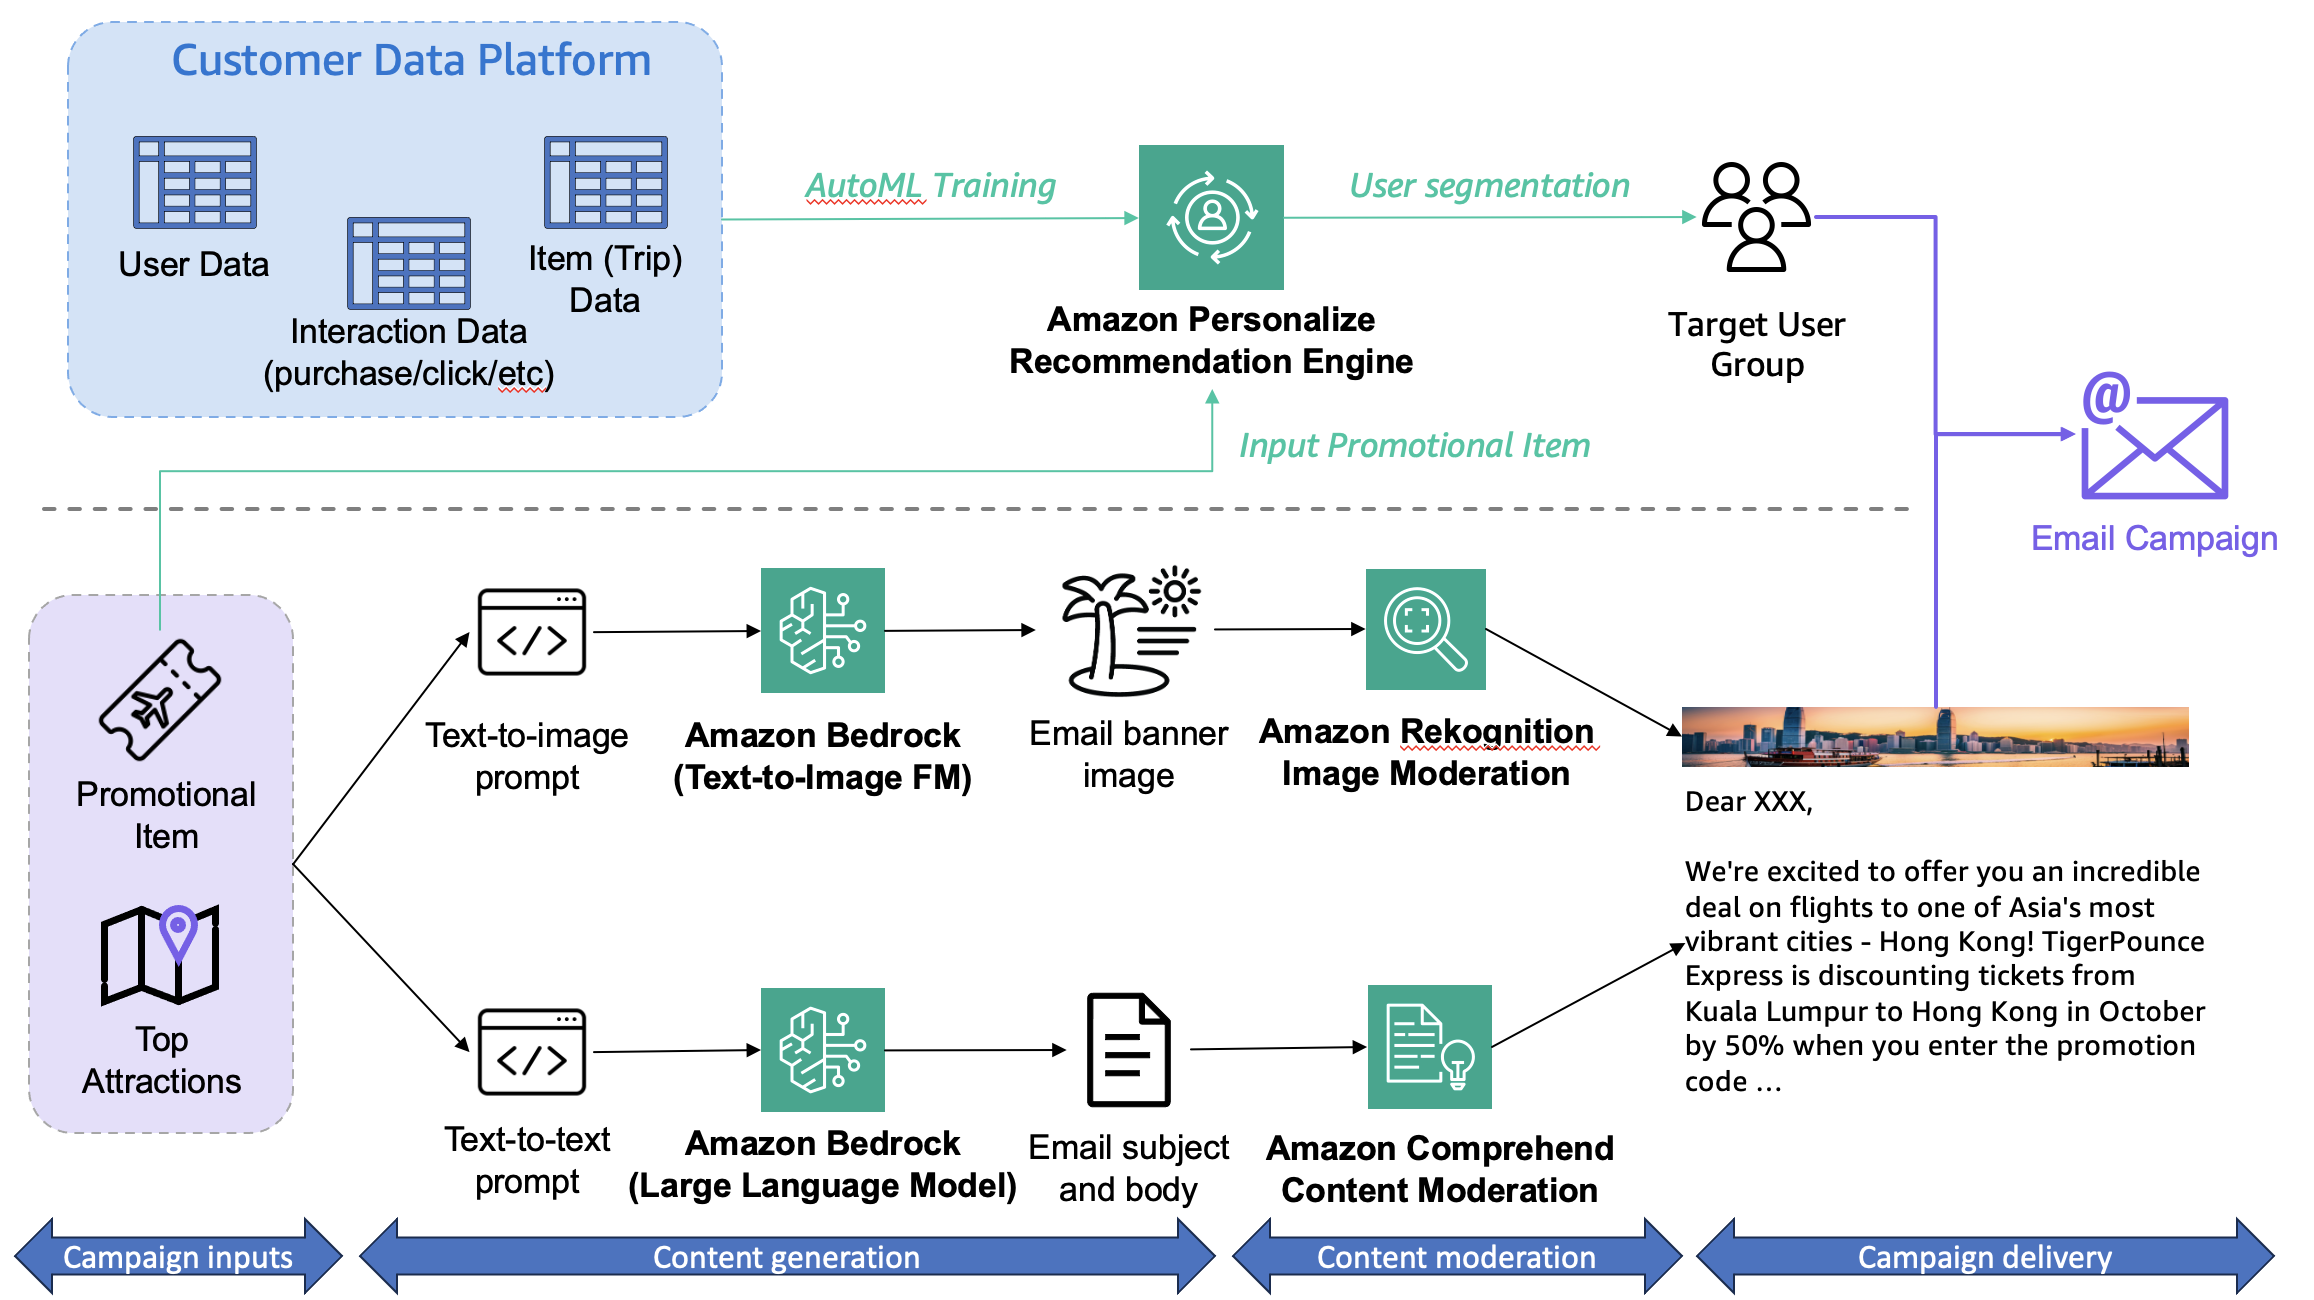 Customer Data Platform
User Data
Item (Trip)
Data
Interaction Data
(purchase/click/etc)
AutoML Training
Amazon Personalize
Recommendation Engine
User segmentation
Target User
Group
Input Promotional Item
@
Email Campaign
Promotional
Item
Top
Attractions
</>
Text-to-image
prompt
Amazon Bedrock
(Text-to-Image FM)
Email banner
image
Amazon Rekognition
Image Moderation
</>
Text-to-text
prompt
Amazon Bedrock
(Large Language Model)
Email subject
and body
Amazon Comprehend
Content Moderation
Dear XXX,
We're excited to offer you an incredible
deal on flights to one of Asia's most
vibrant cities - Hong Kong! TigerPounce
Express is discounting tickets from
Kuala Lumpur to Hong Kong in October
by 50% when you enter the promotion
code ...
Campaign inputs
Content generation
Content moderation
Campaign delivery